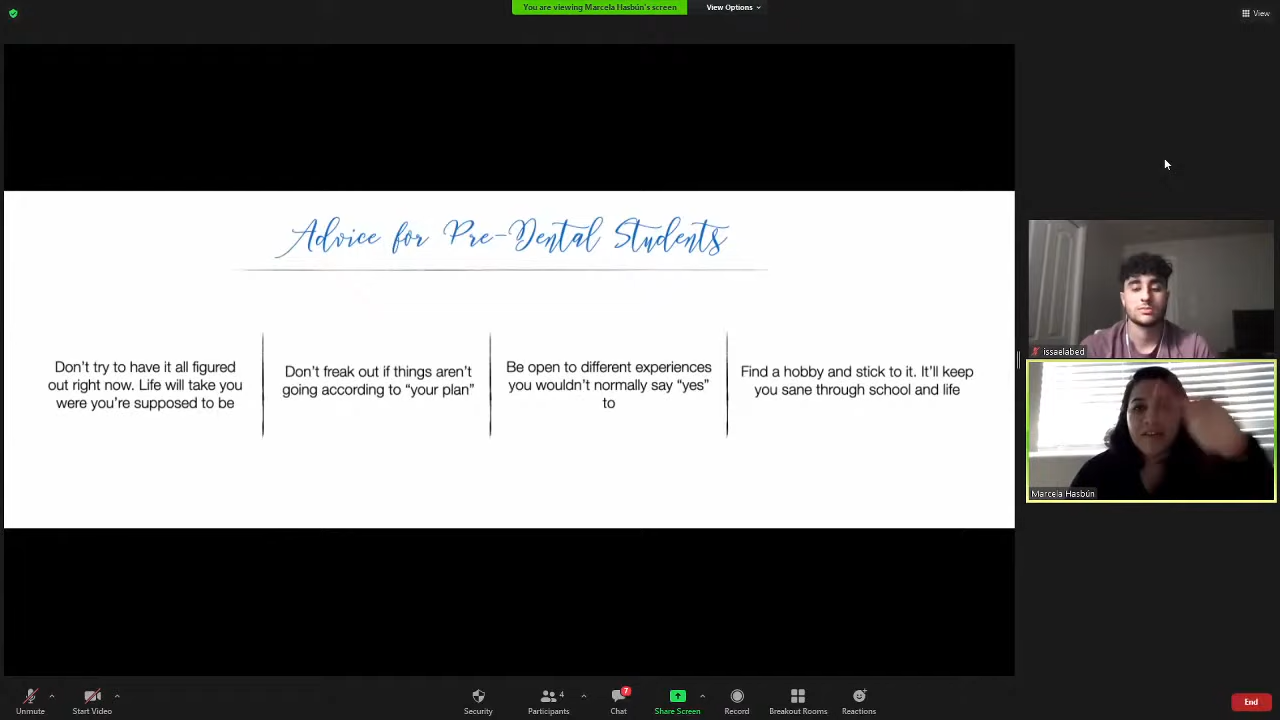 You are viewing Marcela Hasbún's screen
View Options
View
Advice for Pre-Dental Students
Don't try to have it all figured
out right now. Life will take you
were you're supposed to be
Don't freak out if things aren't
going according to “your plan”
Be open to different experiences
you wouldn't normally say “yes”
to
Find a hobby and stick to it. It'll keep
you sane through school and life
issaelabed
Marcela Hasbún
Unmute
Start Video
Security
4
Participants
7
Chat
Share Screen
Record
Breakout Rooms
Reactions
End